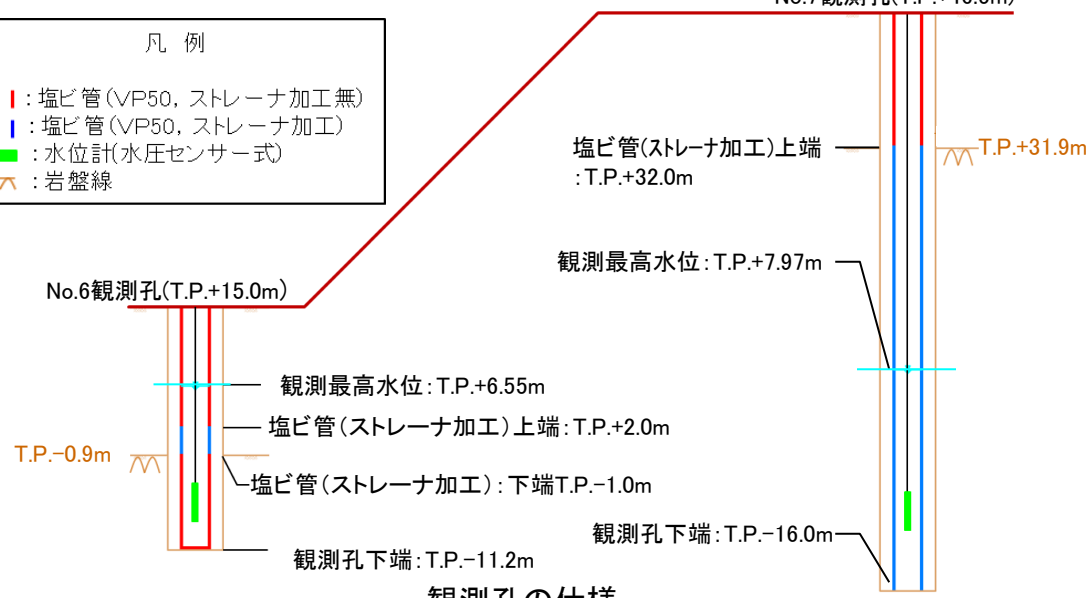 凡 例
:塩ビ管(VP50, ストレーナ加工無)
:塩ビ管(VP50, ストレーナ加工)
:水位計(水圧センサー式)
:岩盤線
塩ビ管(ストレーナ加工)上端
:T.P.+32.0m
T.P.+31.9m
観測最高水位:T.P.+7.97m
No.6観測孔(T.P.+15.0m)
観測最高水位:T.P.+6.55m
塩ビ管(ストレーナ加工)上端:T.P.+2.0m
T.P.-0.9m
塩ビ管(ストレーナ加工):下端T.P.-1.0m
観測孔下端:T.P.-16.0m
観測孔下端:T.P.-11.2m
観測孔の仕様